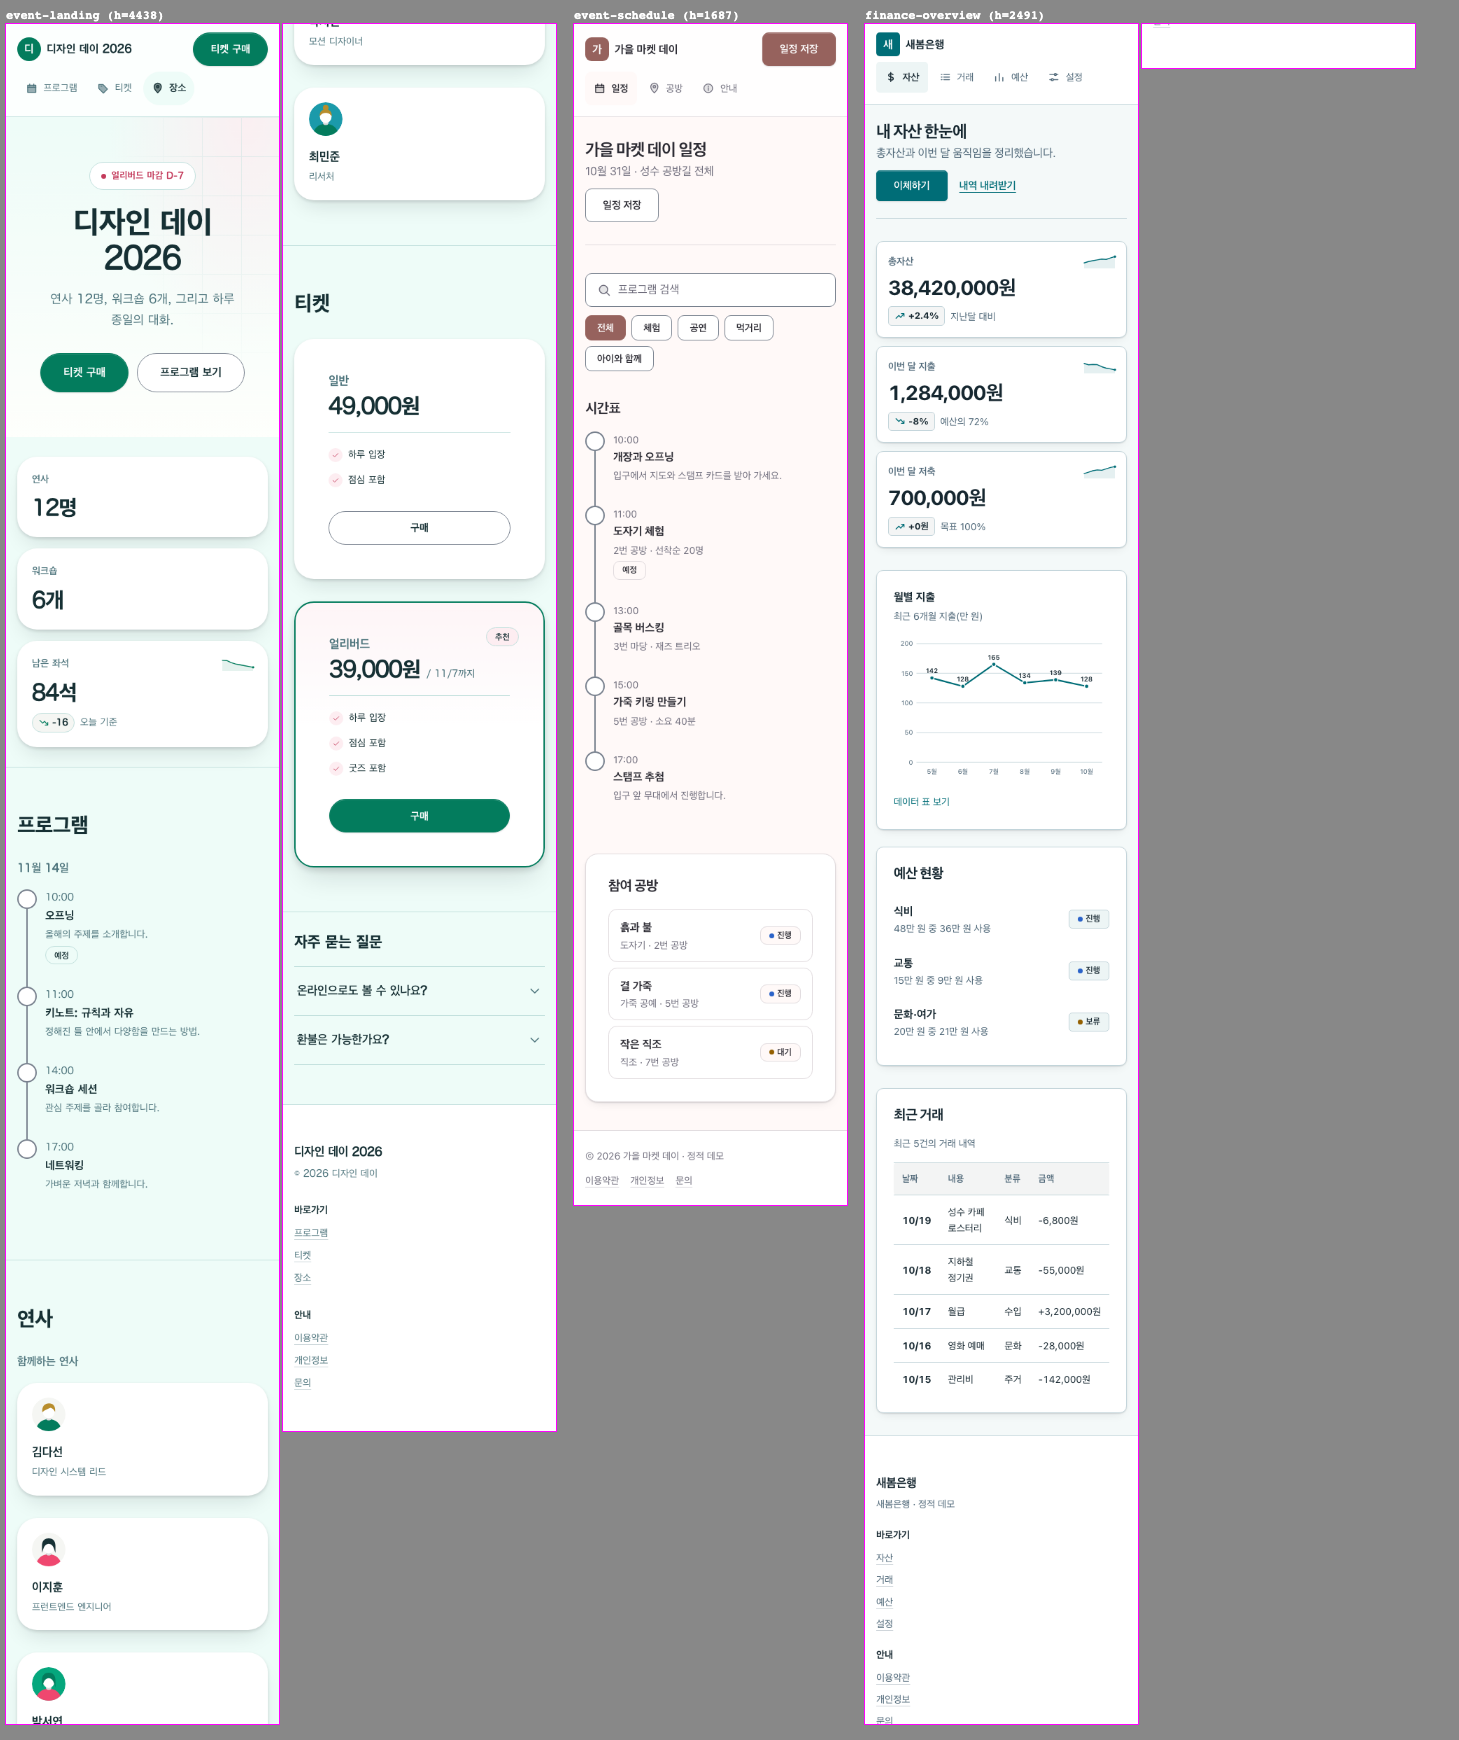 event-landing (h=4438)
디
디자인 데이 2026
티켓 구매
프로그램
티켓
장소
얼리버드 마감 D-7
디자인 데이
2026
연사 12명, 워크숍 6개, 그리고 하루
종일의 대화.
티켓 구매
프로그램 보기
연사
12명
워크숍
6개
남은 좌석
84석
-16
오늘 기준
프로그램
11월 14일
10:00
오프닝
올해의 주제를 소개합니다.
예정
11:00
키노트: 규칙과 자유
정해진 틀 안에서 다양함을 만드는 방법.
14:00
워크숍 세션
관심 주제를 골라 참여합니다.
17:00
네트워킹
가벼운 저녁과 함께합니다.
연사
함께하는 연사
김다선
디자인 시스템 리드
이지훈
프런트엔드 엔지니어
박서연
모션 디자이너
최민준
리서처
티켓
일반
49,000원
하루 입장
점심 포함
구매
추천
얼리버드
39,000원 / 11/7까지
하루 입장
점심 포함
굿즈 포함
구매
자주 묻는 질문
온라인으로도 볼 수 있나요?
환불은 가능한가요?
디자인 데이 2026
© 2026 디자인 데이
바로가기
프로그램
티켓
장소
안내
이용약관
개인정보
문의
event-schedule (h=1687)
가
가을 마켓 데이
일정 저장
일정
공방
안내
가을 마켓 데이 일정
10월 31일 · 성수 공방길 전체
일정 저장
프로그램 검색
전체
체험
공연
먹거리
아이와 함께
시간표
10:00
개장과 오프닝
입구에서 지도와 스탬프 카드를 받아 가세요.
11:00
도자기 체험
2번 공방 · 선착순 20명
예정
13:00
골목 버스킹
3번 마당 · 재즈 트리오
15:00
가죽 키링 만들기
5번 공방 · 소요 40분
17:00
스탬프 추첨
입구 앞 무대에서 진행합니다.
참여 공방
흙과 불
도자기 · 2번 공방
진행
결 가죽
가죽 공예 · 5번 공방
진행
작은 직조
직조 · 7번 공방
대기
© 2026 가을 마켓 데이 · 정적 데모
이용약관
개인정보
문의
finance-overview (h=2491)
새
새봄은행
자산
거래
예산
설정
내 자산 한눈에
총자산과 이번 달 움직임을 정리했습니다.
이체하기
내역 내려받기
총자산
38,420,000원
+2.4%
지난달 대비
이번 달 지출
1,284,000원
-8%
예산의 72%
이번 달 저축
700,000원
+0원
목표 100%
월별 지출
최근 6개월 지출(만 원)
200
150
100
50
0
142
128
165
134
139
128
5월
6월
7월
8월
9월
10월
데이터 표 보기
예산 현황
식비
48만 원 중 36만 원 사용
진행
교통
15만 원 중 9만 원 사용
진행
문화·여가
20만 원 중 21만 원 사용
보류
최근 거래
최근 5건의 거래 내역
날짜
내용
분류
금액
10/19
성수 카페
로스터리
식비
-6,800원
10/18
지하철
정기권
교통
-55,000원
10/17
월급
수입
+3,200,000원
10/16
영화 예매
문화
-28,000원
10/15
관리비
주거
-142,000원
새봄은행
새봄은행 · 정적 데모
바로가기
자산
거래
예산
설정
안내
이용약관
개인정보
문의